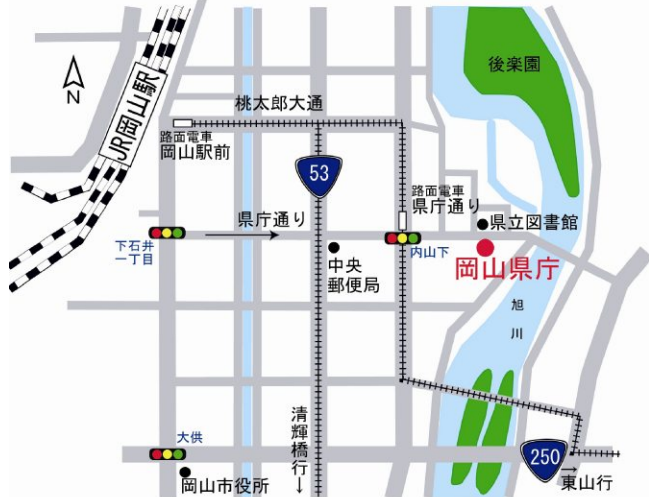 後楽園
N
JR岡山駅
桃太郎大通
路面電車
岡山駅前
53
路面電車
県庁通り
県庁通り
県立図書館
下石井
一丁目
中央
郵便局
内山下
岡山県庁
旭
川
大供
清輝橋行
岡山市役所
250
東山行